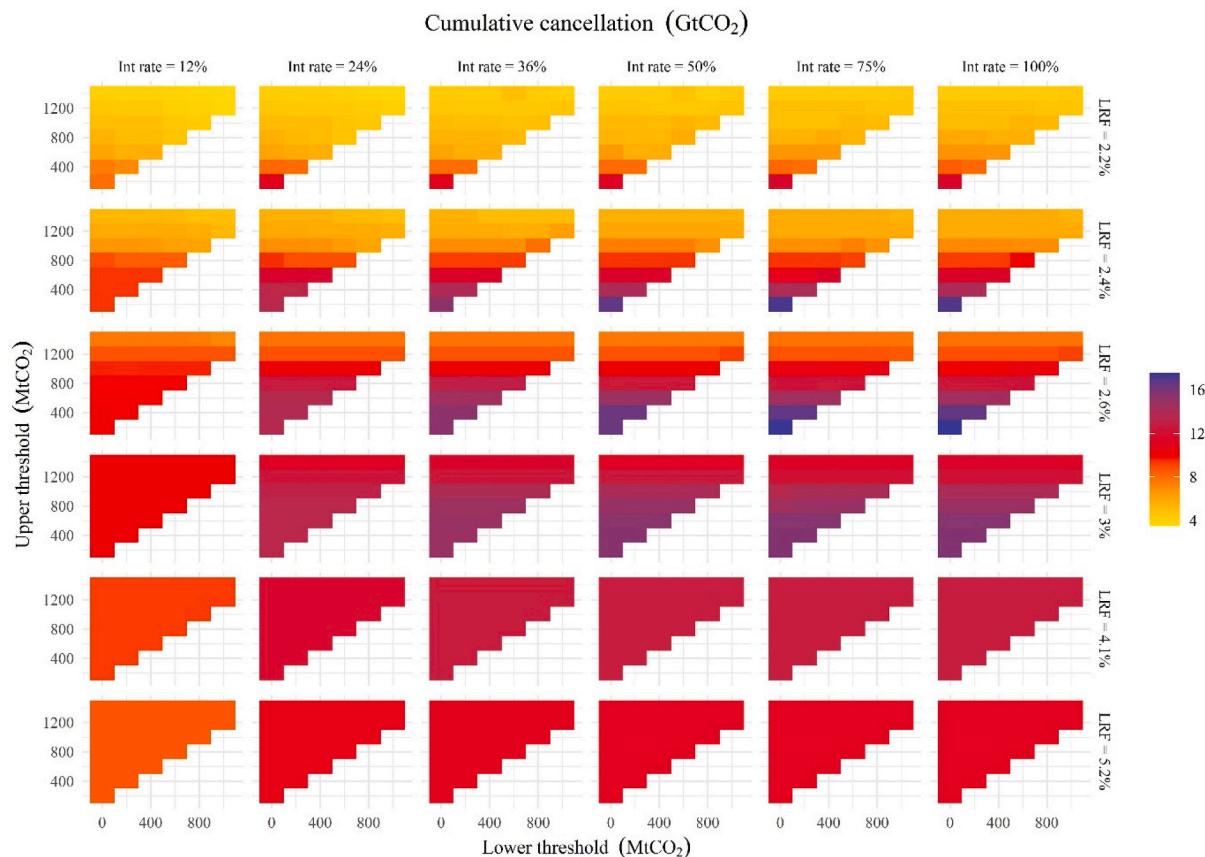 Cumulative cancellation (GtCO₂)
Int rate = 12% Int rate = 24% Int rate = 36% Int rate = 50% Int rate = 75% Int rate = 100%
1200
800
400
LRF = 2.2%
1200
800
400
LRF = 2.4%
1200
800
400
LRF = 2.6%
1200
800
400
LRF = 3%
1200
800
400
LRF = 4.1%
1200
800
400
LRF = 5.2%
Upper threshold (MtCO₂)
16
12
8
4
0 400 800 0 400 800 0 400 800 0 400 800 0 400 800 0 400 800
Lower threshold (MtCO₂)